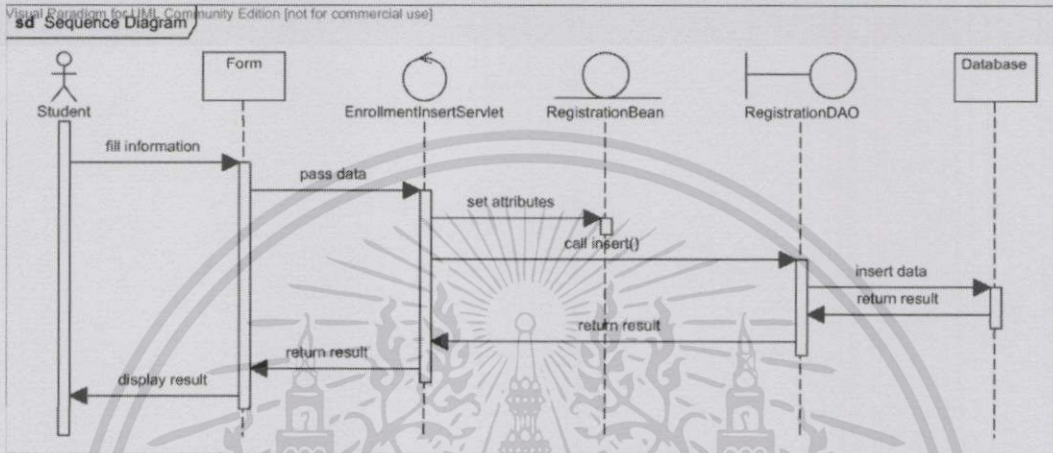 Visual Paradigm for UML Community Edition [not for commercial use]
sd Sequence Diagram
Form
Database
Student
EnrollmentInsertServlet
RegistrationBean
RegistrationDAO
fill information
pass data
set attributes
call insert()
insert data
return result
return result
return result
display result